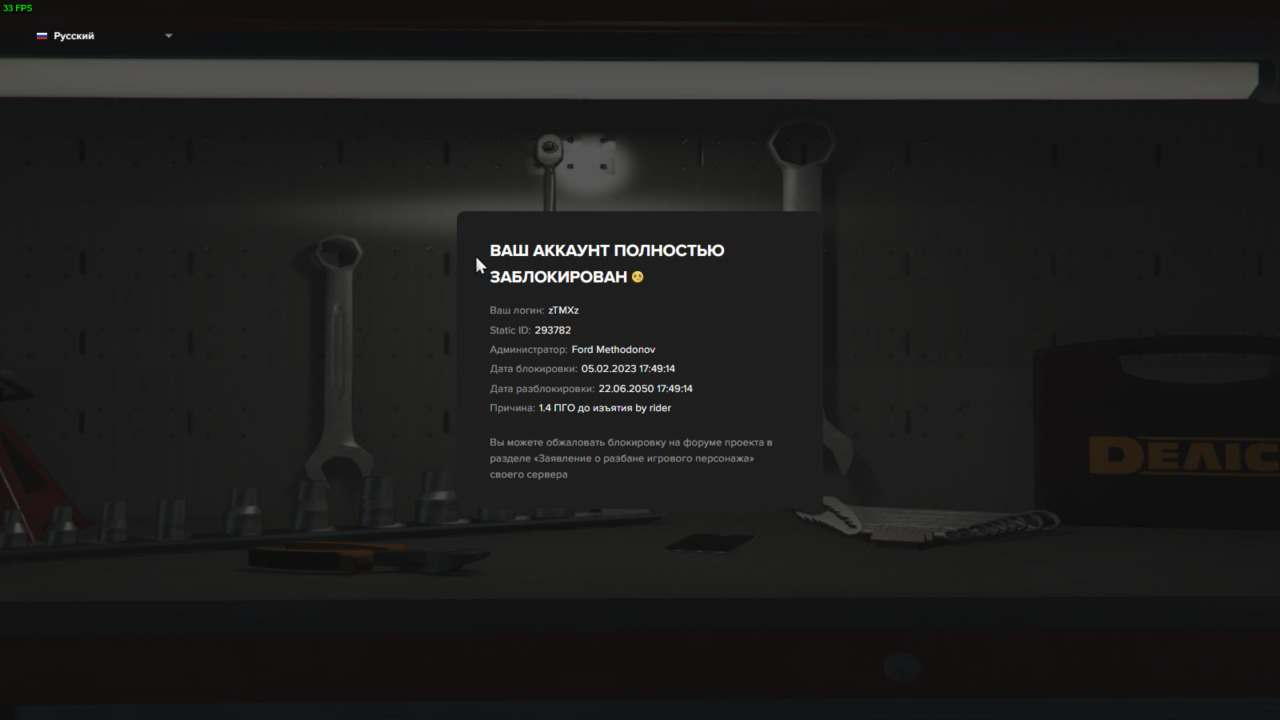 33 FPS
Русский
ВАШ АККАУНТ ПОЛНОСТЬЮ
ЗАБЛОКИРОВАН
Ваш логин: zTMXz
Static ID: 293782
Администратор: Ford Methodonov
Дата блокировки: 05.02.2023 17:49:14
Дата разблокировки: 22.06.2050 17:49:14
Причина: 1.4 ПГО до изъятия by rider
Вы можете обжаловать блокировку на форуме проекта в
разделе «Заявление о разбане игрового персонажа»
своего сервера